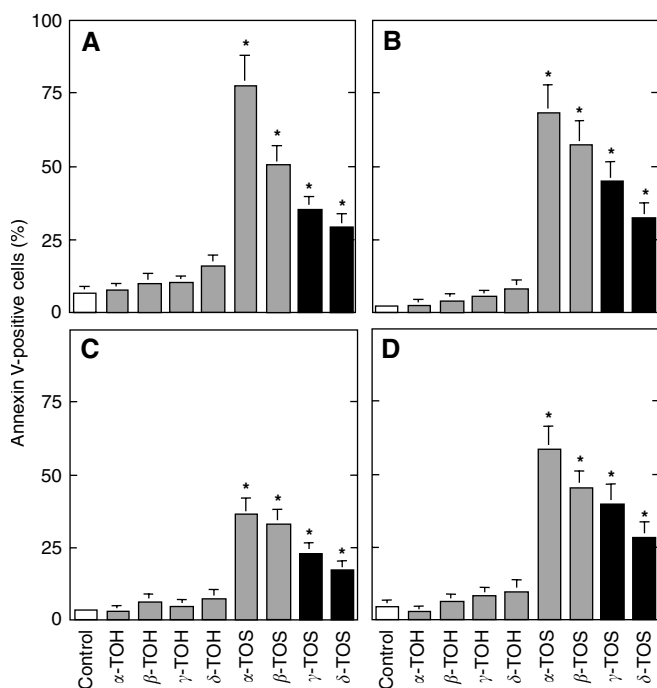 Annexin V-positive cells (%)
100
75
50
25
0
A
*
*
*
*
B
*
*
*
*
75
50
25
0
C
*
*
*
*
D
*
*
*
*
Control
α-TOH
β-TOH
γ-TOH
δ-TOH
α-TOS
β-TOS
γ-TOS
δ-TOS
Control
α-TOH
β-TOH
γ-TOH
δ-TOH
α-TOS
β-TOS
γ-TOS
δ-TOS